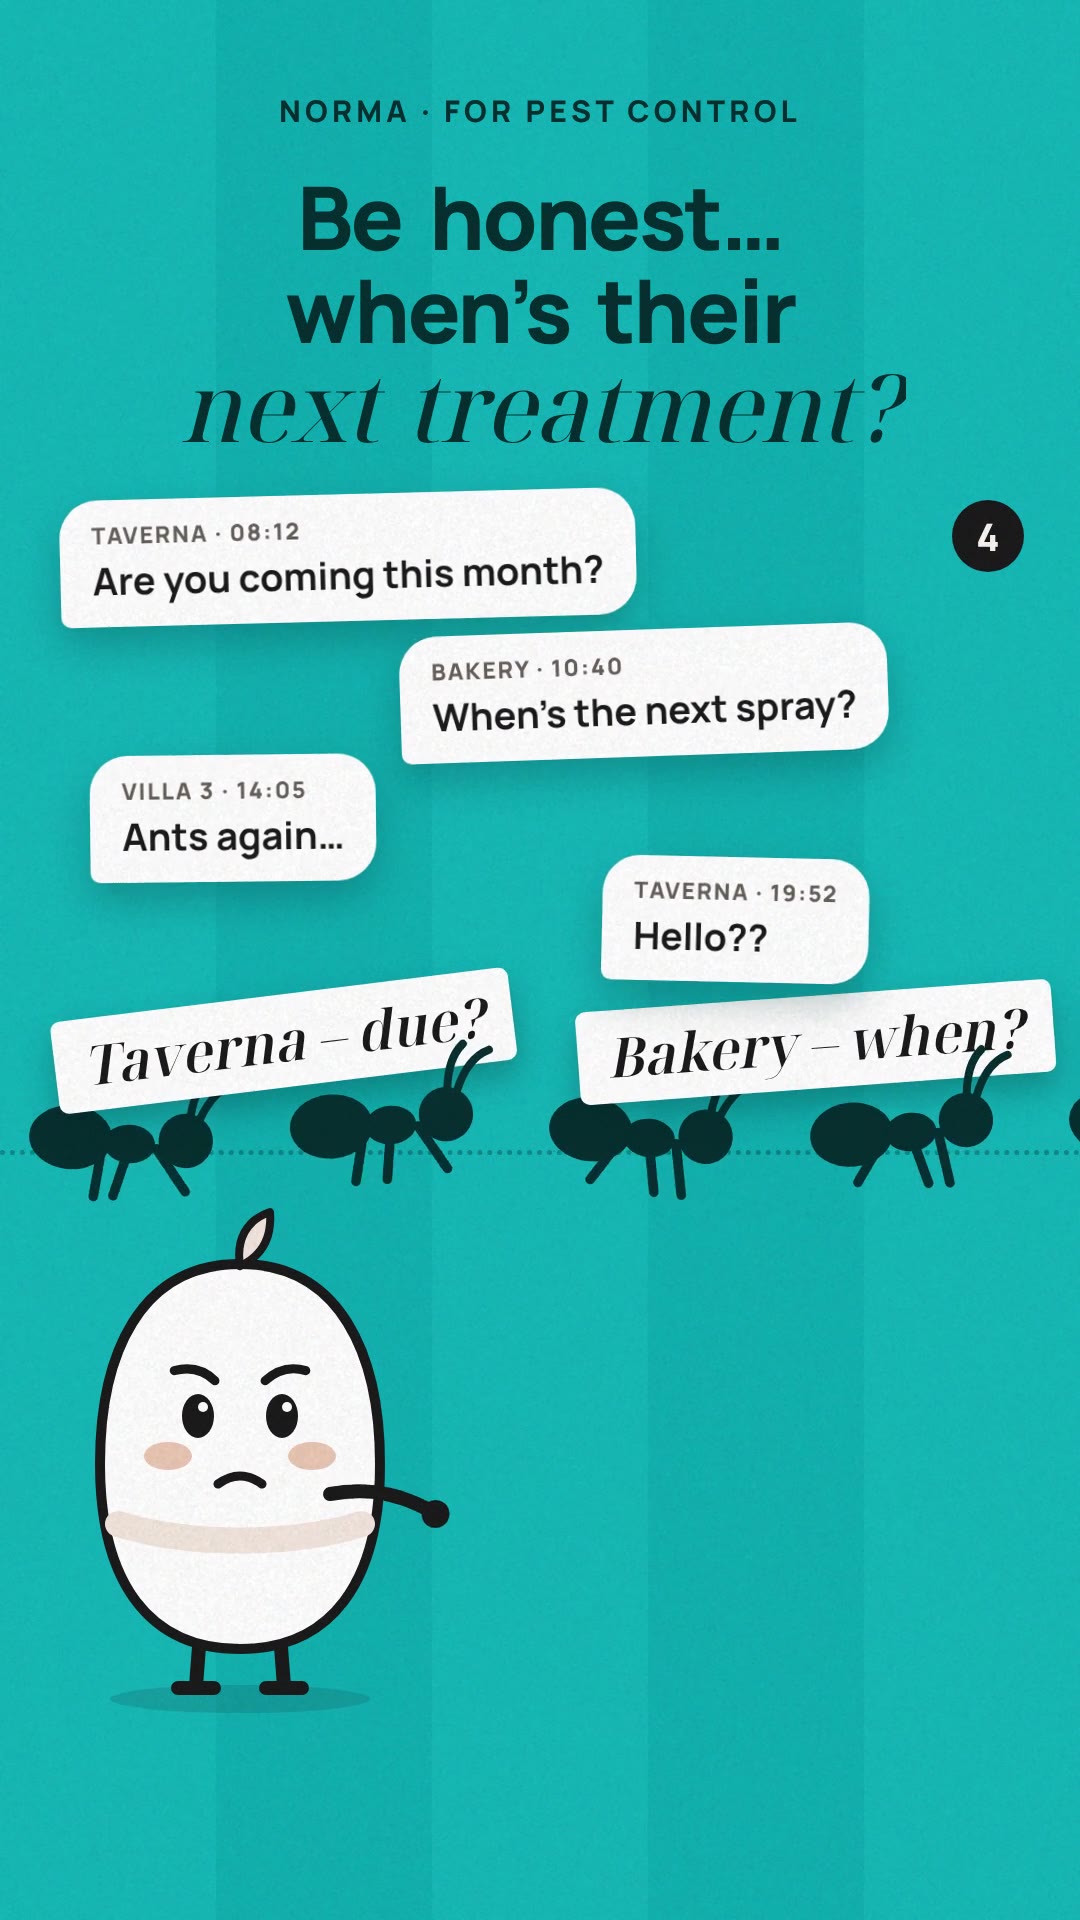 NORMA · FOR PEST CONTROL
Be honest…
when’s their
next treatment?
TAVERNA · 08:12
Are you coming this month?
4
BAKERY · 10:40
When’s the next spray?
VILLA 3 · 14:05
Ants again…
TAVERNA · 19:52
Hello??
Taverna – due?
Bakery – when?